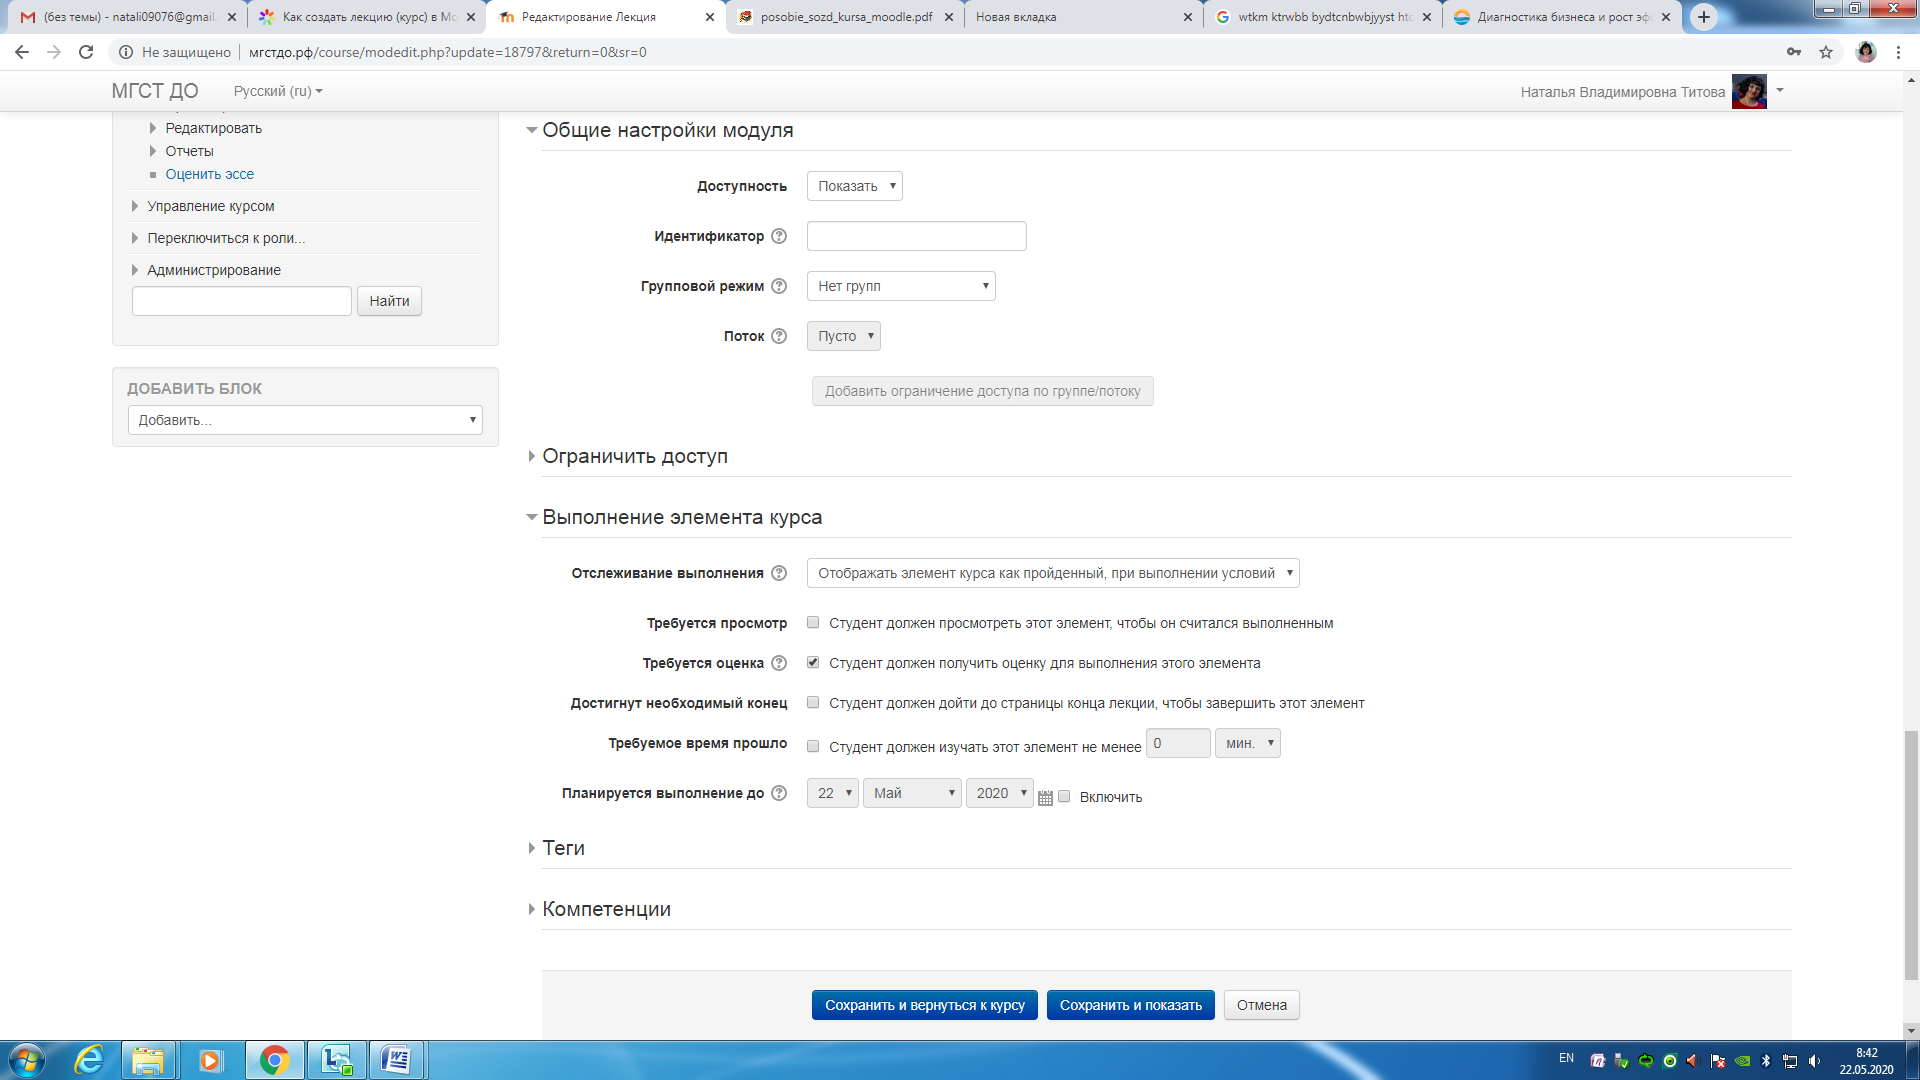 (без темы) - natali09076@gmail.
Как создать лекцию (курс) в Mo
Редактирование Лекция
posobie_sozd_kursa_moodle.pdf
Новая вкладка
wtkm ktrwbb bydtcnbwbjyyst htc
Диагностика бизнеса и рост эф
Не защищено
мгстдо.рф/course/modedit.php?update=18797&return=0&sr=0
МГСТ ДО
Русский (ru)
Наталья Владимировна Титова
Редактировать
Отчеты
Оценить эссе
Управление курсом
Переключиться к роли...
Администрирование
Найти
ДОБАВИТЬ БЛОК
Добавить...
Общие настройки модуля
Доступность
Показать
Идентификатор
Групповой режим
Нет групп
Поток
Пусто
Добавить ограничение доступа по группе/потоку
Ограничить доступ
Выполнение элемента курса
Отслеживание выполнения
Отображать элемент курса как пройденный, при выполнении условий
Требуется просмотр
Студент должен просмотреть этот элемент, чтобы он считался выполненным
Требуется оценка
Студент должен получить оценку для выполнения этого элемента
Достигнут необходимый конец
Студент должен дойти до страницы конца лекции, чтобы завершить этот элемент
Требуемое время прошло
Студент должен изучать этот элемент не менее 0 мин.
Планируется выполнение до
22 Май 2020 Включить
Теги
Компетенции
Сохранить и вернуться к курсу
Сохранить и показать
Отмена
EN
8:42
22.05.2020